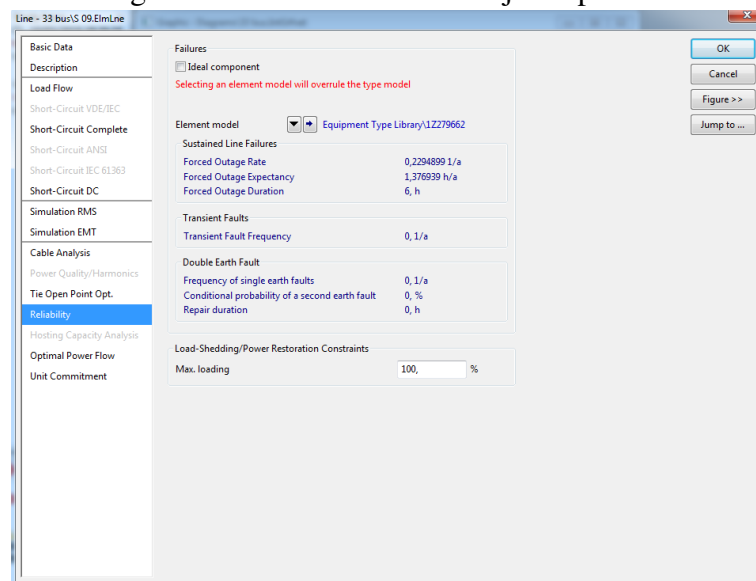 Line - 33 bus\S 09.ElmLne
Basic Data
Description
Load Flow
Short-Circuit VDE/IEC
Short-Circuit Complete
Short-Circuit ANSI
Short-Circuit IEC 61363
Short-Circuit DC
Simulation RMS
Simulation EMT
Cable Analysis
Power Quality/Harmonics
Tie Open Point Opt.
Reliability
Hosting Capacity Analysis
Optimal Power Flow
Unit Commitment
Failures
Ideal component
Selecting an element model will overrule the type model
Element model Equipment Type Library\1Z279662
Sustained Line Failures
Forced Outage Rate 0,2294899 1/a
Forced Outage Expectancy 1,376939 h/a
Forced Outage Duration 6, h
Transient Faults
Transient Fault Frequency 0, 1/a
Double Earth Fault
Frequency of single earth faults 0, 1/a
Conditional probability of a second earth fault 0, %
Repair duration 0, h
Load-Shedding/Power Restoration Constraints
Max. loading 100, %
OK
Cancel
Figure >>
Jump to ...